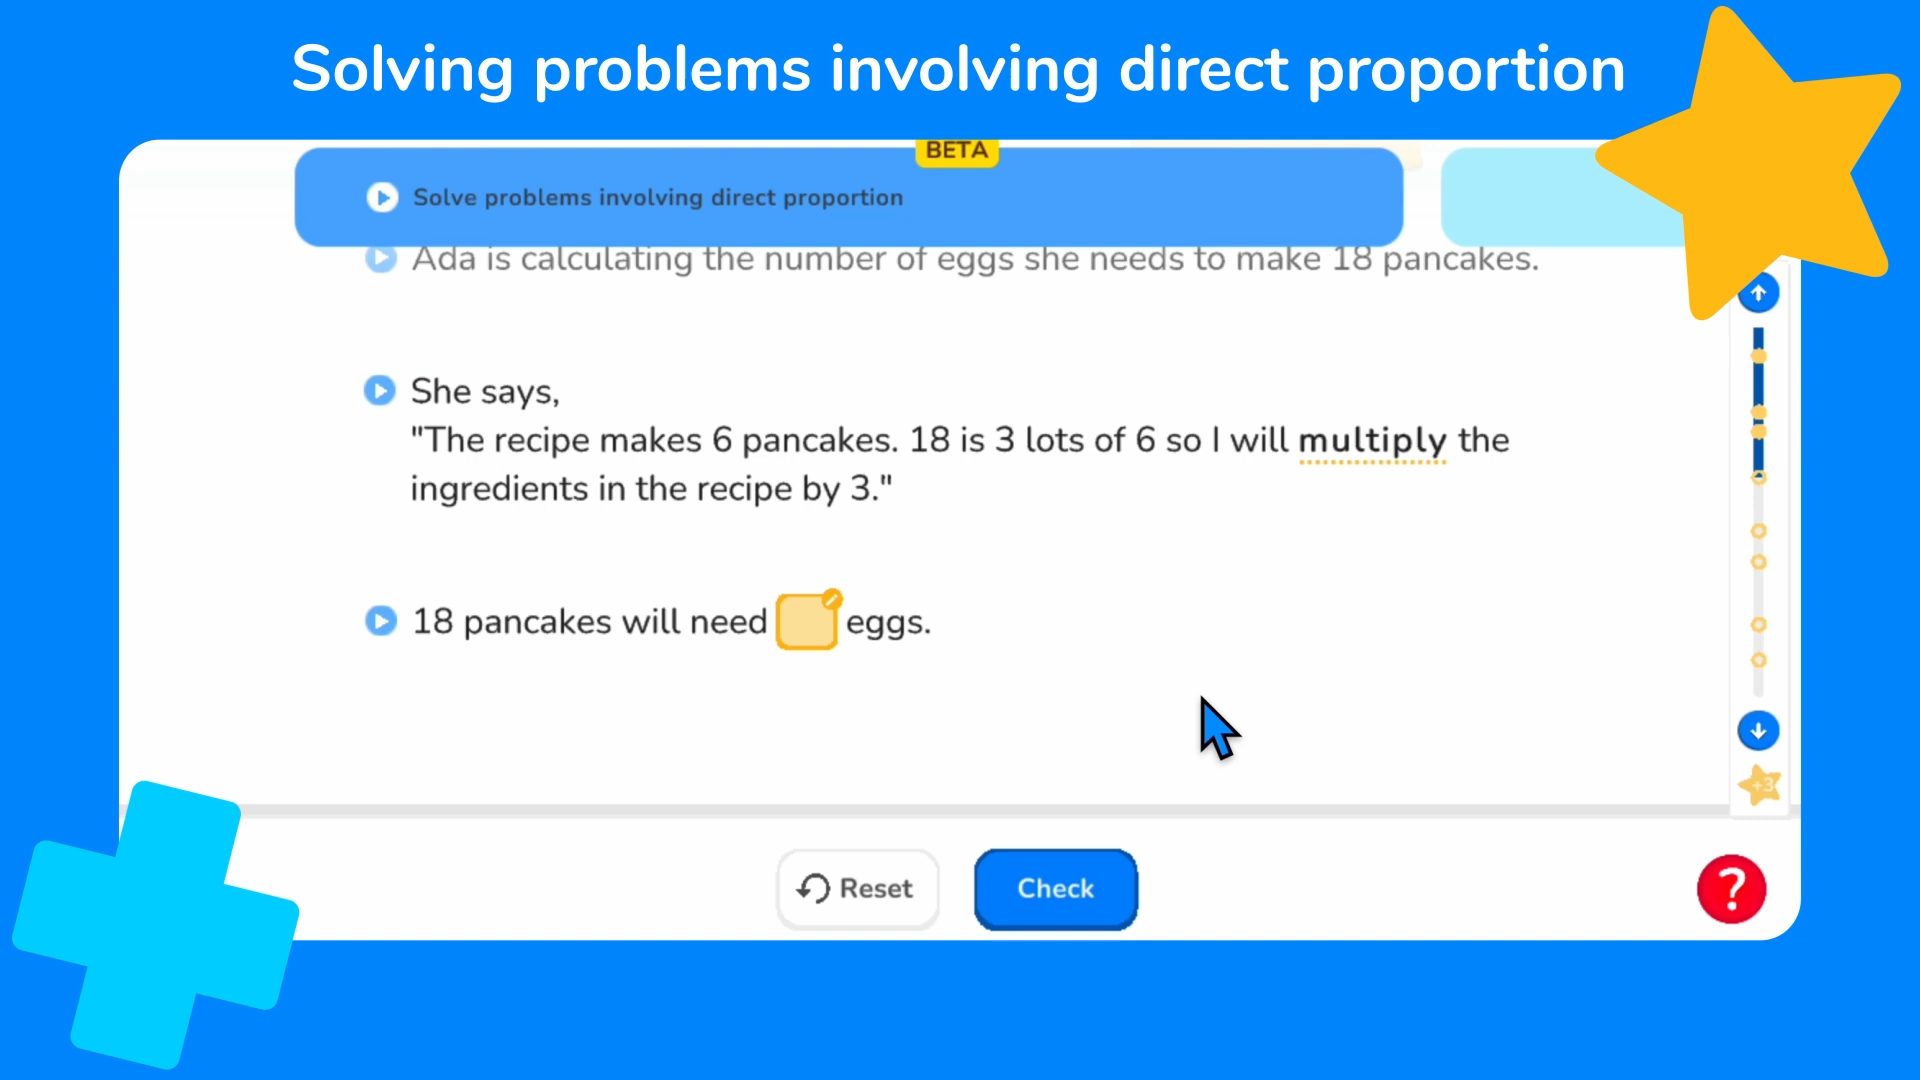 Solving problems involving direct proportion
BETA
Solve problems involving direct proportion
Ada is calculating the number of eggs she needs to make 18 pancakes.
She says,
"The recipe makes 6 pancakes. 18 is 3 lots of 6 so I will multiply the
ingredients in the recipe by 3."
18 pancakes will need eggs.
+3
Reset
Check
?